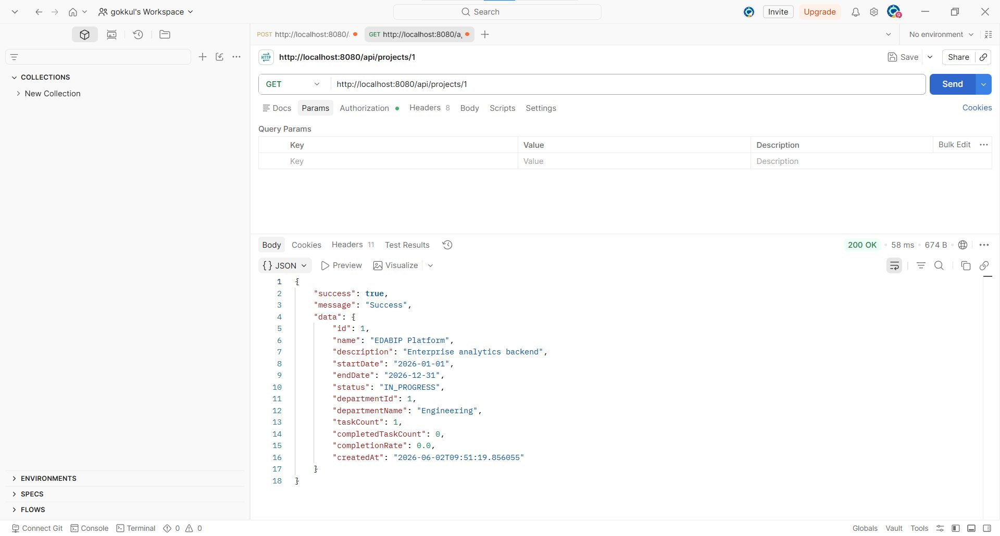 gokkul's Workspace
Search
Invite
Upgrade
G
POST http://localhost:8080/.
GET http://localhost:8080/a
No environment
HTTP
http://localhost:8080/api/projects/1
Save
Share
COLLECTIONS
New Collection
GET
http://localhost:8080/api/projects/1
Send
Docs
Params
Authorization
Headers 8
Body
Scripts
Settings
Cookies
Query Params
Key Value Description Bulk Edit
Key Value Description
Body
Cookies
Headers 11
Test Results
200 OK • 58 ms • 674 B
{} JSON
Preview
Visualize
1 {
2 "success": true,
3 "message": "Success",
4 "data": {
5 "id": 1,
6 "name": "EDABIP Platform",
7 "description": "Enterprise analytics backend",
8 "startDate": "2026-01-01",
9 "endDate": "2026-12-31",
10 "status": "IN_PROGRESS",
11 "departmentId": 1,
12 "departmentName": "Engineering",
13 "taskCount": 1,
14 "completedTaskCount": 0,
15 "completionRate": 0.0,
16 "createdAt": "2026-06-02T09:51:19.856055"
17 }
18 }
ENVIRONMENTS
SPECS
FLOWS
Connect Git
Console
Terminal
0
0
Globals
Vault
Tools